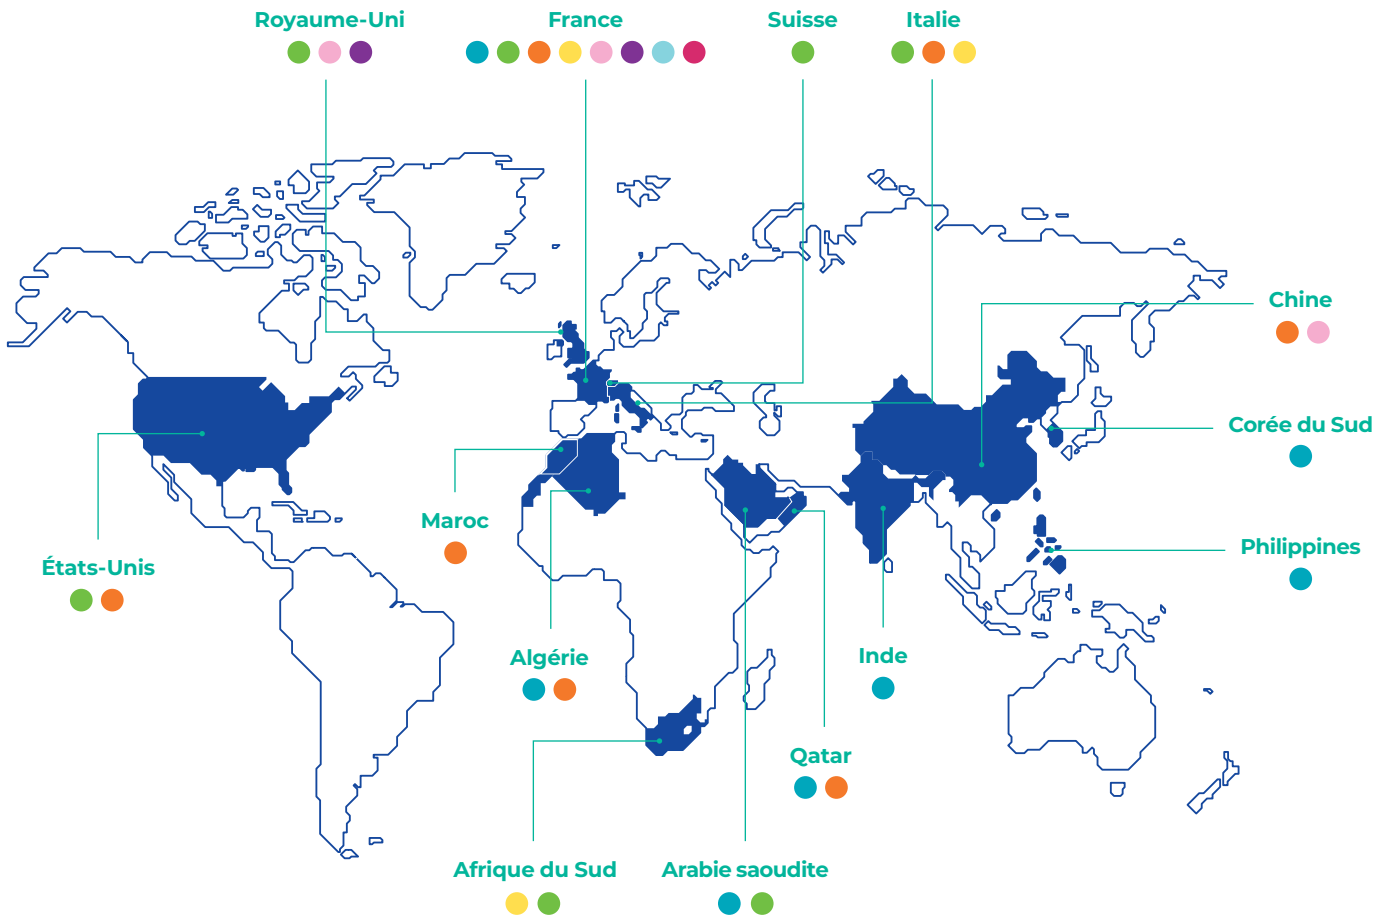 Royaume-Uni
France
Suisse
Italie
Chine
Corée du Sud
Maroc
Philippines
États-Unis
Algérie
Inde
Qatar
Afrique du Sud
Arabie saoudite